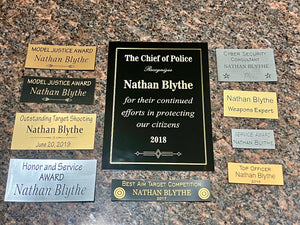 MODEL JUSTICE AWARD
Nathan Blythe
MODEL JUSTICE AWARD
Nathan Blythe
Outstanding Target Shooting
Nathan Blythe
June 20, 2019
Honor and Service
AWARD
Nathan Blythe
The Chief of Police
Recognizes
Nathan Blythe
for their continued
efforts in protecting
our citizens
2018
BEST AIR TARGET COMPETITION
NATHAN BLYTHE
2017
CYBER SECURITY
CONSULTANT
NATHAN BLYTHE
Nathan Blythe
Weapons Expert
SERVICE AWARD
NATHAN BLYTHE
TOP OFFICER
NATHAN BLYTHE